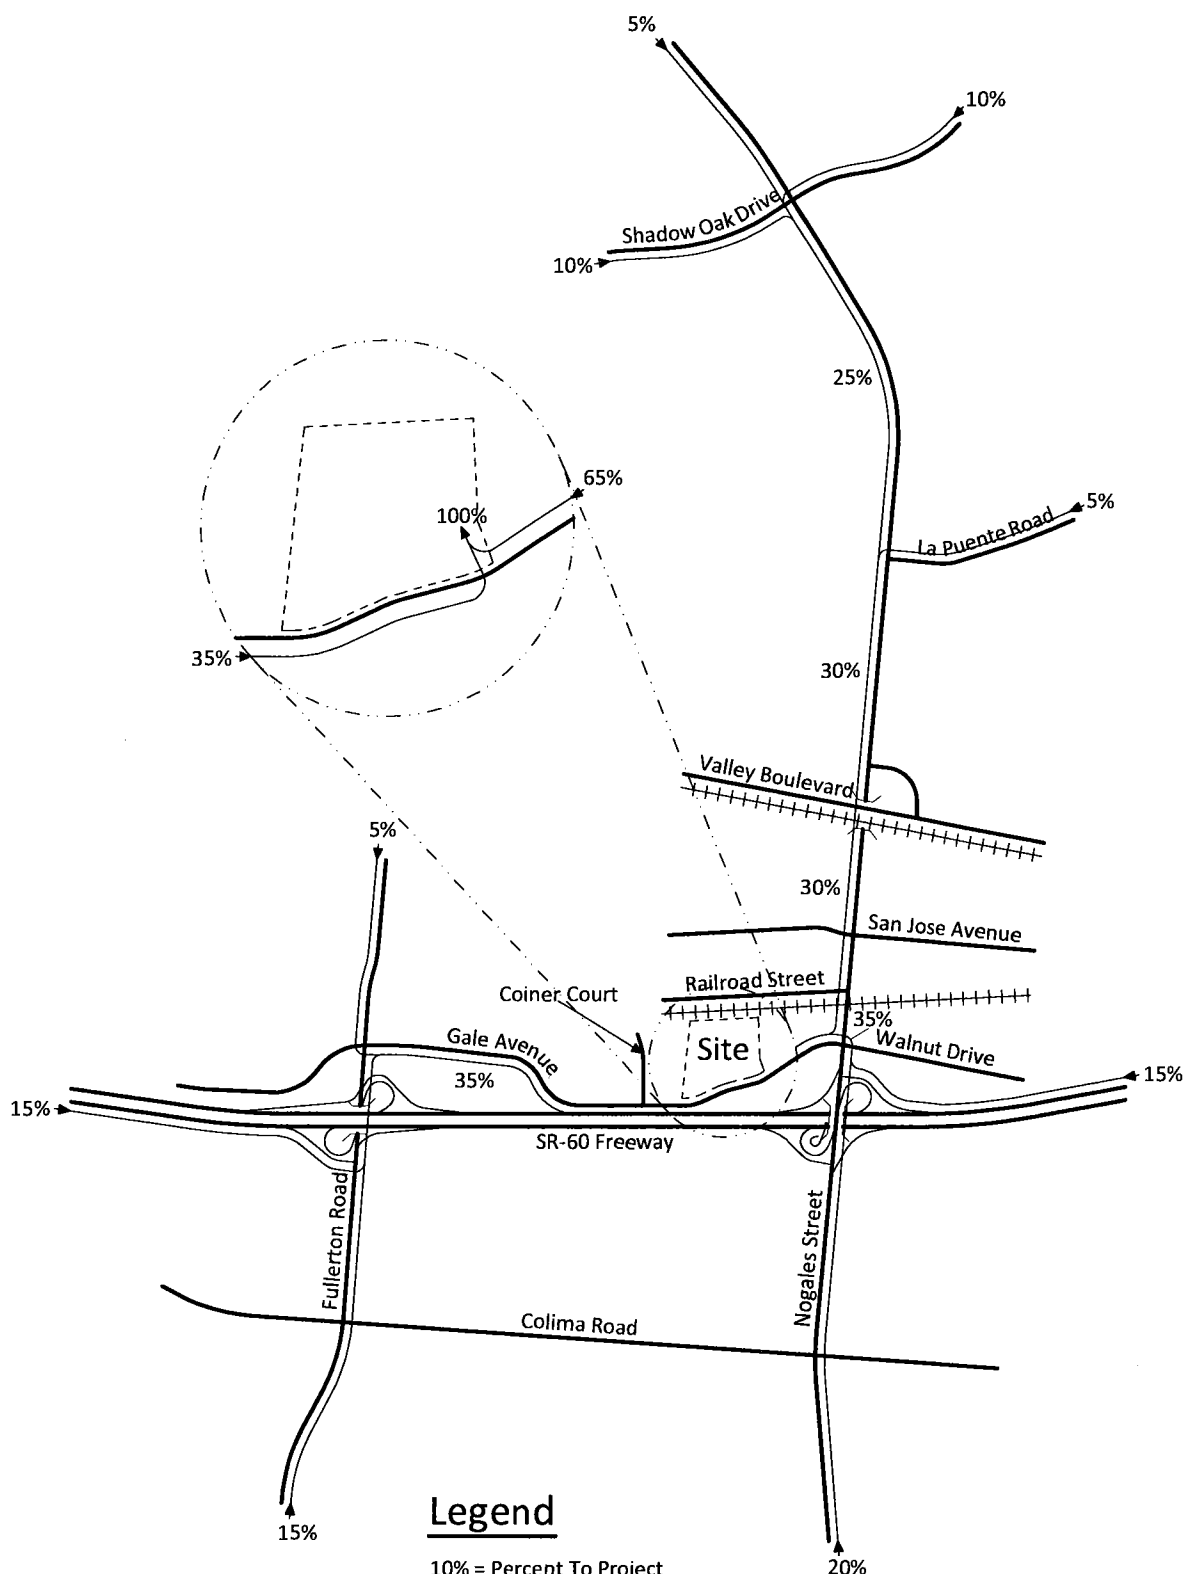 5%
10%
Shadow Oak Drive
10%
25%
65%
5%
La Puente Road
100%
35%
30%
Valley Boulevard
5%
30%
San Jose Avenue
Railroad Street
Coiner Court
35%
Gale Avenue
Site
Walnut Drive
35%
15%
15%
SR-60 Freeway
Fullerton Road
Nogales Street
Colima Road
Legend
15%
10% = Percent To Project
20%